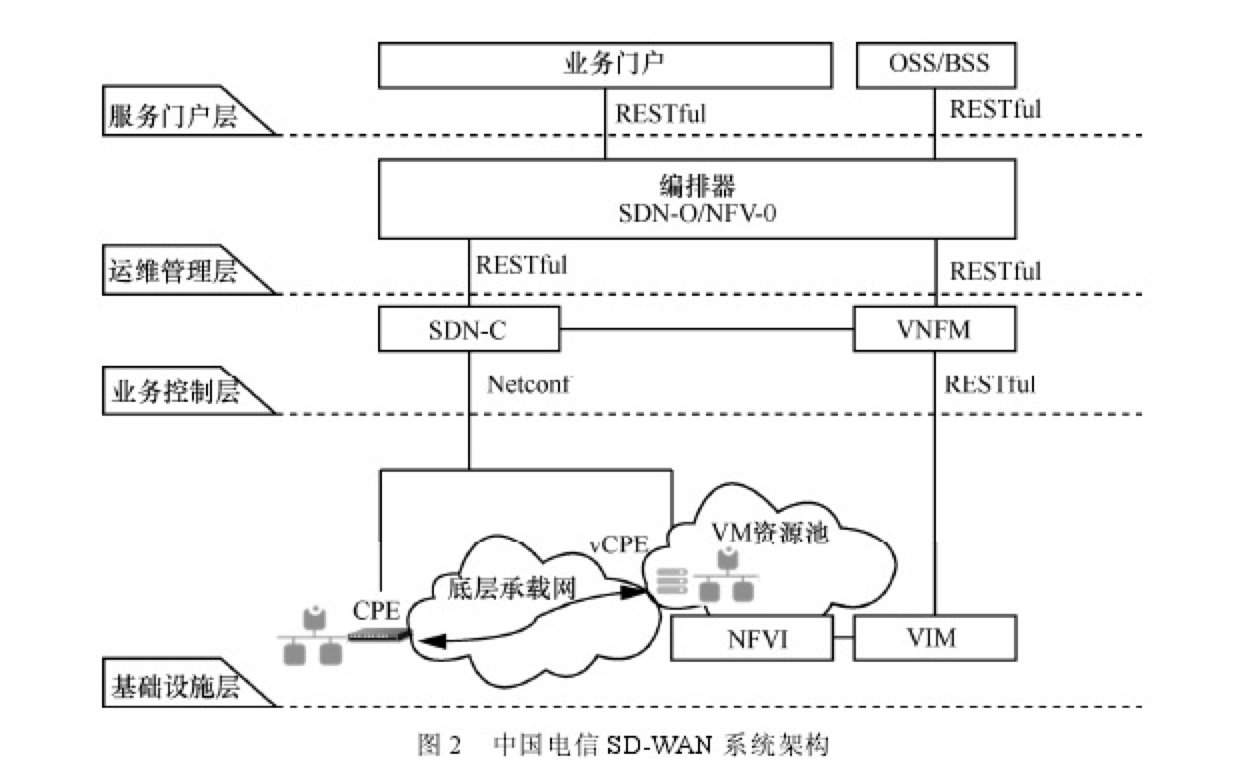 业务门户
OSS/BSS
RESTful
RESTful
服务门户层
编排器
SDN-O/NFV-0
RESTful
RESTful
运维管理层
SDN-C
VNFM
Netconf
RESTful
业务控制层
VM资源池
vCPE
底层承载网
CPE
NFVI
VIM
基础设施层
图 2 中国电信 SD-WAN 系统架构